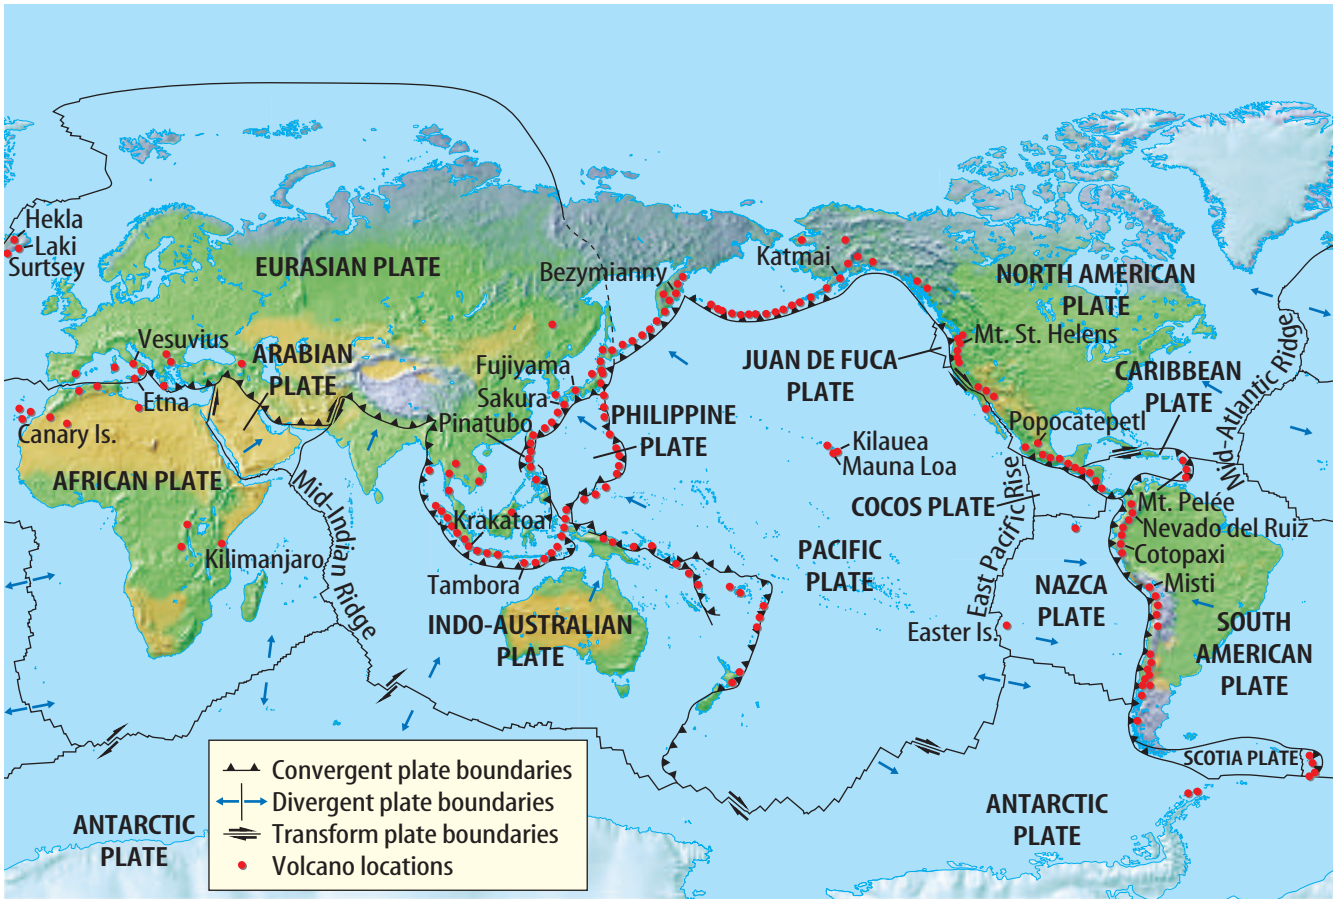 Hekla
Laki
Surtsey
EURASIAN PLATE
Bezymianny
Katmai
NORTH AMERICAN
PLATE
Vesuvius
ARABIAN
PLATE
Etna
Canary Is.
AFRICAN PLATE
Fujiyama
Sakura
Pinatubo
PHILIPPINE
PLATE
JUAN DE FUCA
PLATE
Mt. St. Helens
CARIBBEAN
PLATE
Mid-Atlantic Ridge
Popocatepetl
Kilauea
Mauna Loa
COCOS PLATE
East Pacific Rise
Mt. Pelée
Nevado del Ruiz
Cotopaxi
Mid-Indian Ridge
Kilimanjaro
Krakatoa
Tambora
INDO-AUSTRALIAN
PLATE
PACIFIC
PLATE
NAZCA
PLATE
Misti
Easter Is.
SOUTH
AMERICAN
PLATE
SCOTIA PLATE
ANTARCTIC
PLATE
Convergent plate boundaries
Divergent plate boundaries
Transform plate boundaries
Volcano locations
ANTARCTIC
PLATE